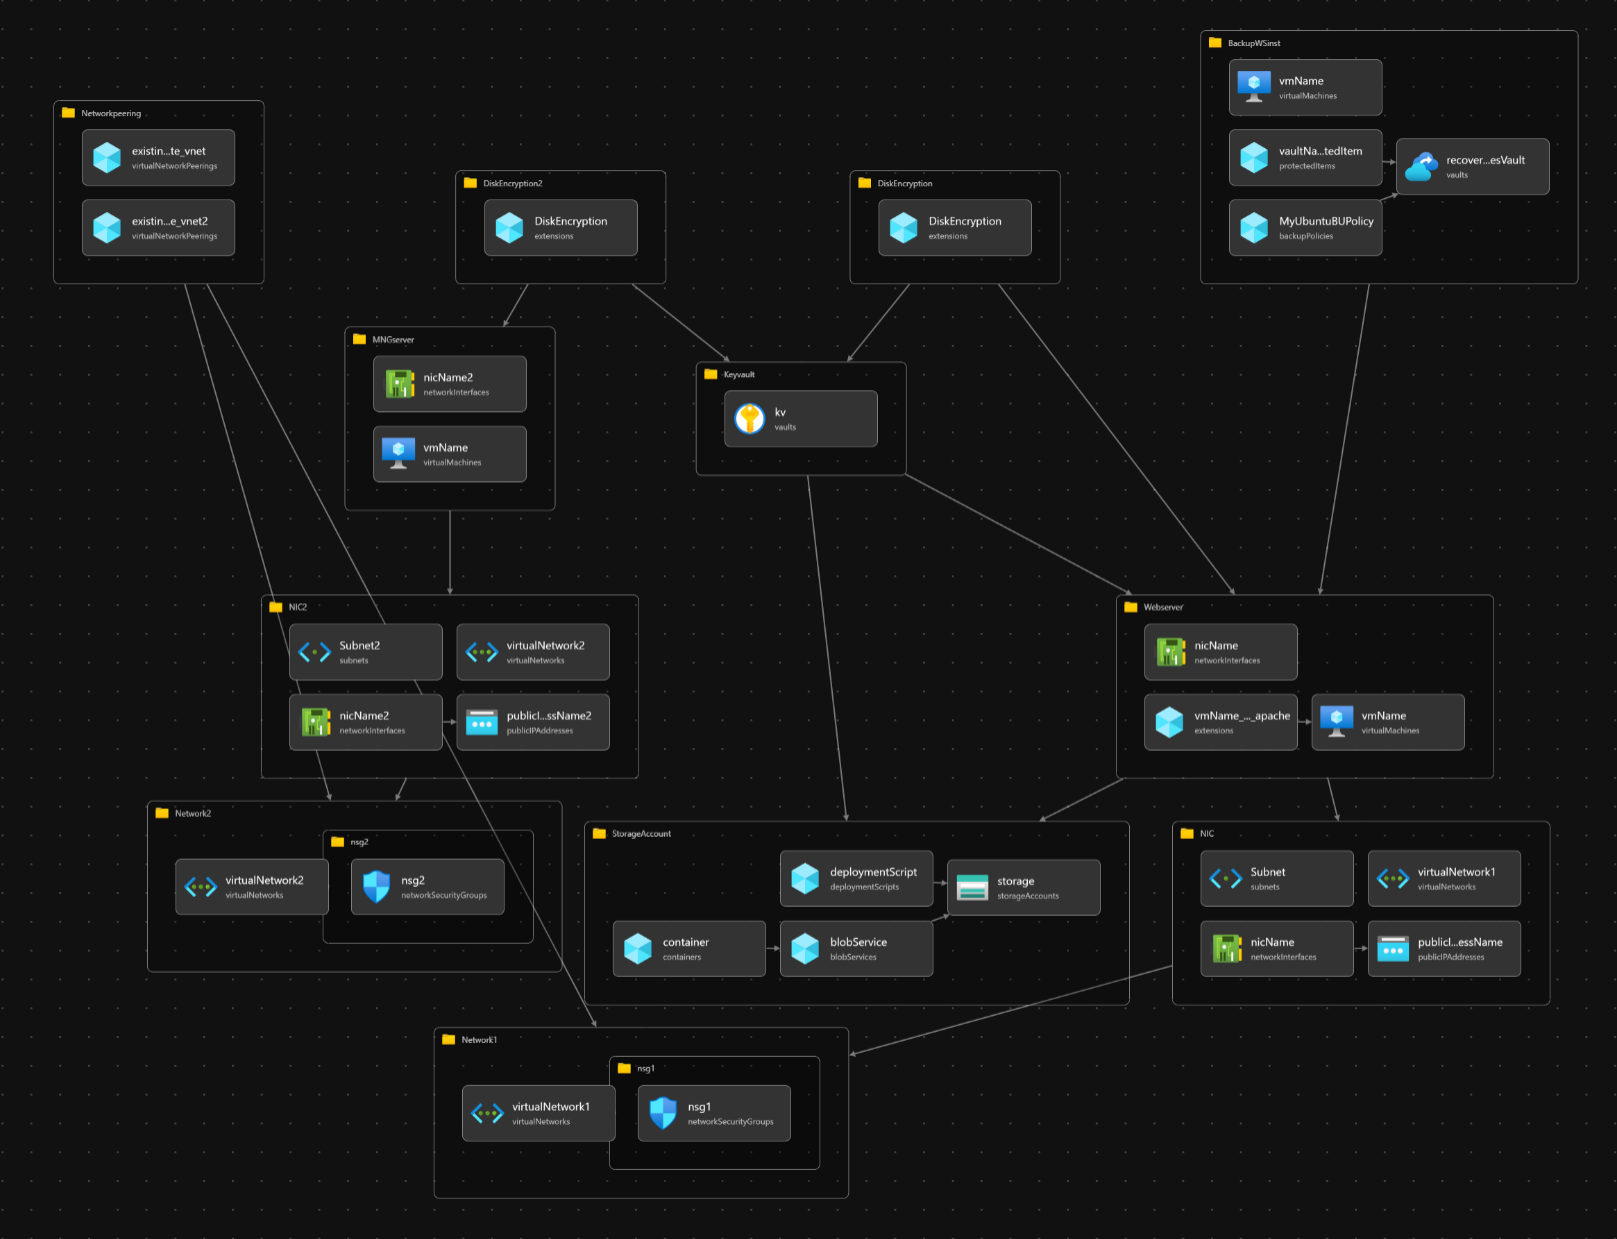 BackupWSinst
vmName
virtualMachines
vaultNa...tedItem
protectedItems
recover...esVault
vaults
MyUbuntuBUPolicy
backupPolicies
Networkpeering
existin...te_vnet
virtualNetworkPeerings
existin...e_vnet2
virtualNetworkPeerings
DiskEncryption2
DiskEncryption
extensions
DiskEncryption
DiskEncryption
extensions
MNGserver
nicName2
networkInterfaces
vmName
virtualMachines
Keyvault
kv
vaults
NIC2
Subnet2
subnets
virtualNetwork2
virtualNetworks
nicName2
networkInterfaces
publicI...ssName2
publicIPAddresses
Webserver
nicName
networkInterfaces
vmName_..._apache
extensions
vmName
virtualMachines
Network2
virtualNetwork2
virtualNetworks
nsg2
nsg2
networkSecurityGroups
StorageAccount
deploymentScript
deploymentScripts
storage
storageAccounts
container
containers
blobService
blobServices
NIC
Subnet
subnets
virtualNetwork1
virtualNetworks
nicName
networkInterfaces
publicI...essName
publicIPAddresses
Network1
virtualNetwork1
virtualNetworks
nsg1
nsg1
networkSecurityGroups